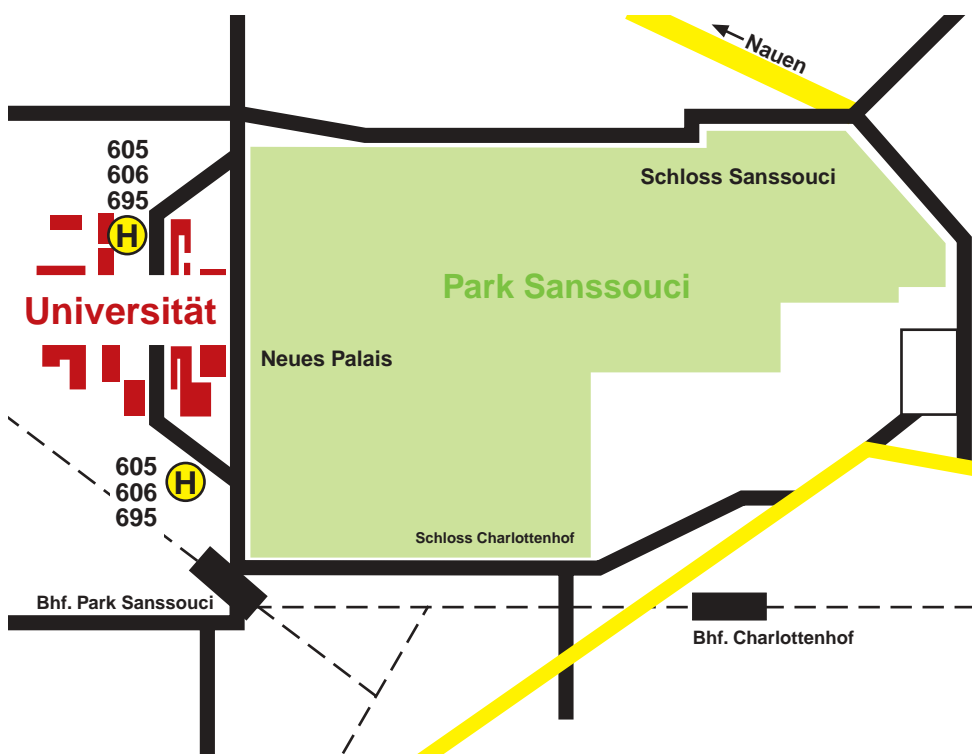 Nauen
605
606
695
H
Schloss Sanssouci
Park Sanssouci
Universität
Neues Palais
605
606
695
H
Schloss Charlottenhof
Bhf. Park Sanssouci
Bhf. Charlottenhof